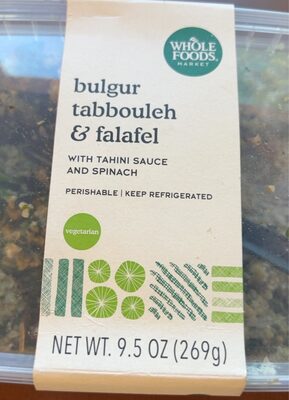 WHOLE
FOODS
MARKET
bulgur
tabbouleh
& falafel
WITH TAHINI SAUCE
AND SPINACH
PERISHABLE | KEEP REFRIGERATED
vegetarian
NET WT. 9.5 OZ (269g)